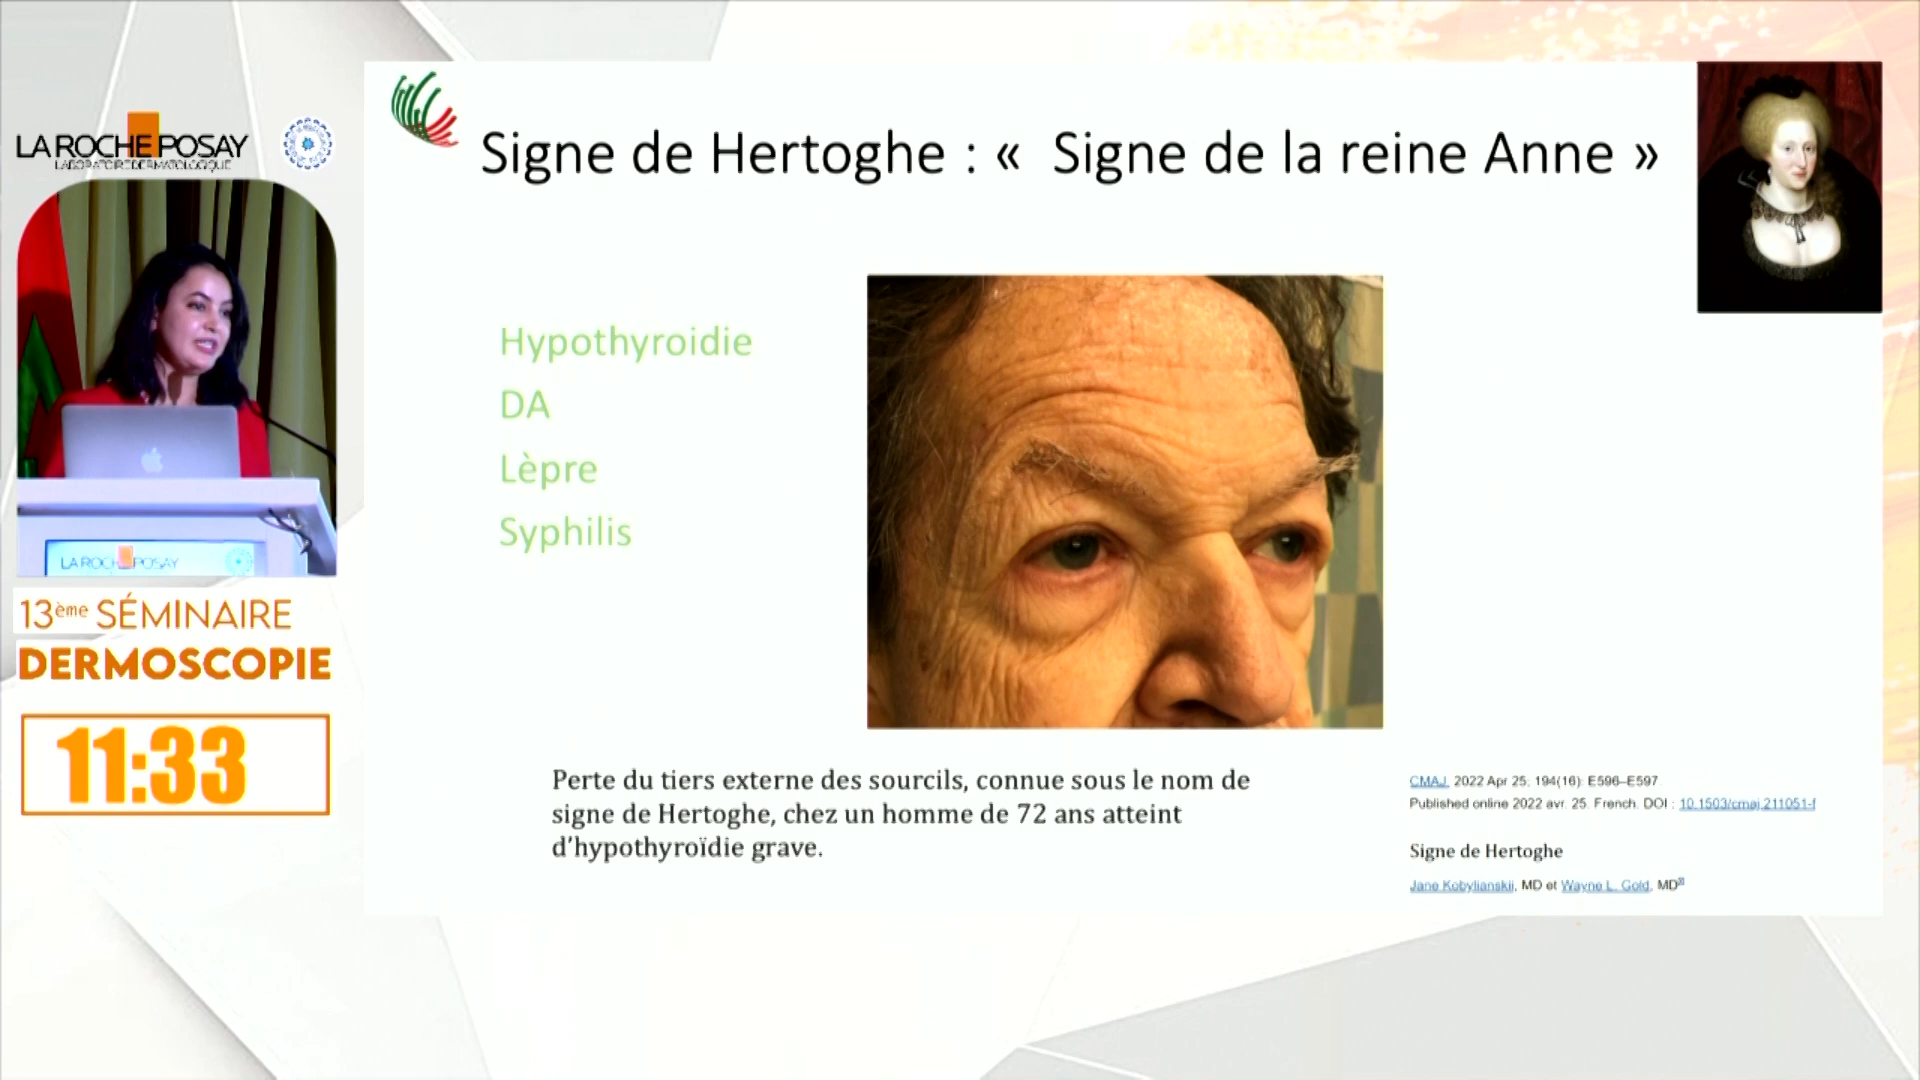 LA ROCHE POSAY
LABORATOIRE DERMATOLOGIQUE
Signe de Hertoghe : «  Signe de la reine Anne »
Hypothyroidie
DA
Lèpre
Syphilis
LA ROCHE POSAY
13ème SÉMINAIRE
DERMOSCOPIE
11:33
Perte du tiers externe des sourcils, connue sous le nom de
signe de Hertoghe, chez un homme de 72 ans atteint
d’hypothyroïdie grave.
CMAJ. 2022 Apr 25; 194(16): E596–E597.
Published online 2022 avr. 25. French. DOI : 10.1503/cmaj.211051-f
Signe de Hertoghe
Jane Kobylianskii, MD et Wayne L. Gold, MD